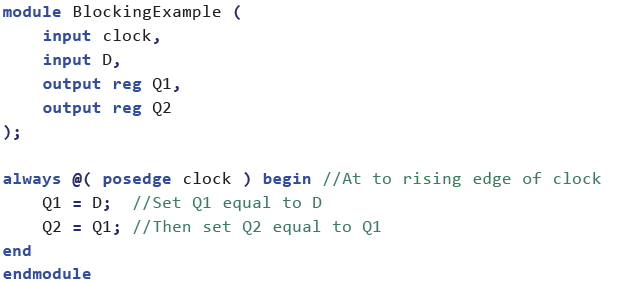 module BlockingExample (
    input clock,
    input D,
    output reg Q1,
    output reg Q2
);
always @( posedge clock ) begin //At to rising edge of clock
    Q1 = D;  //Set Q1 equal to D
    Q2 = Q1; //Then set Q2 equal to Q1
end
endmodule